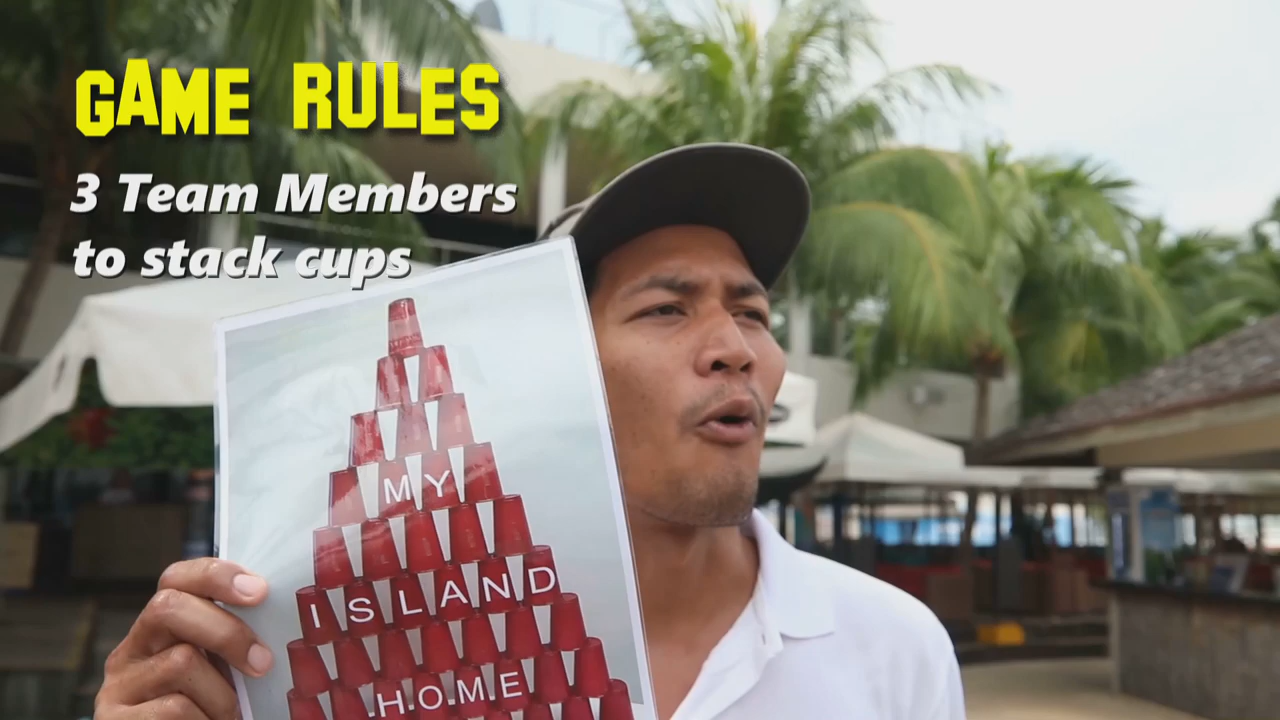 GAME RULES
3 Team Members
to stack cups
MY
ISLAND
HOME